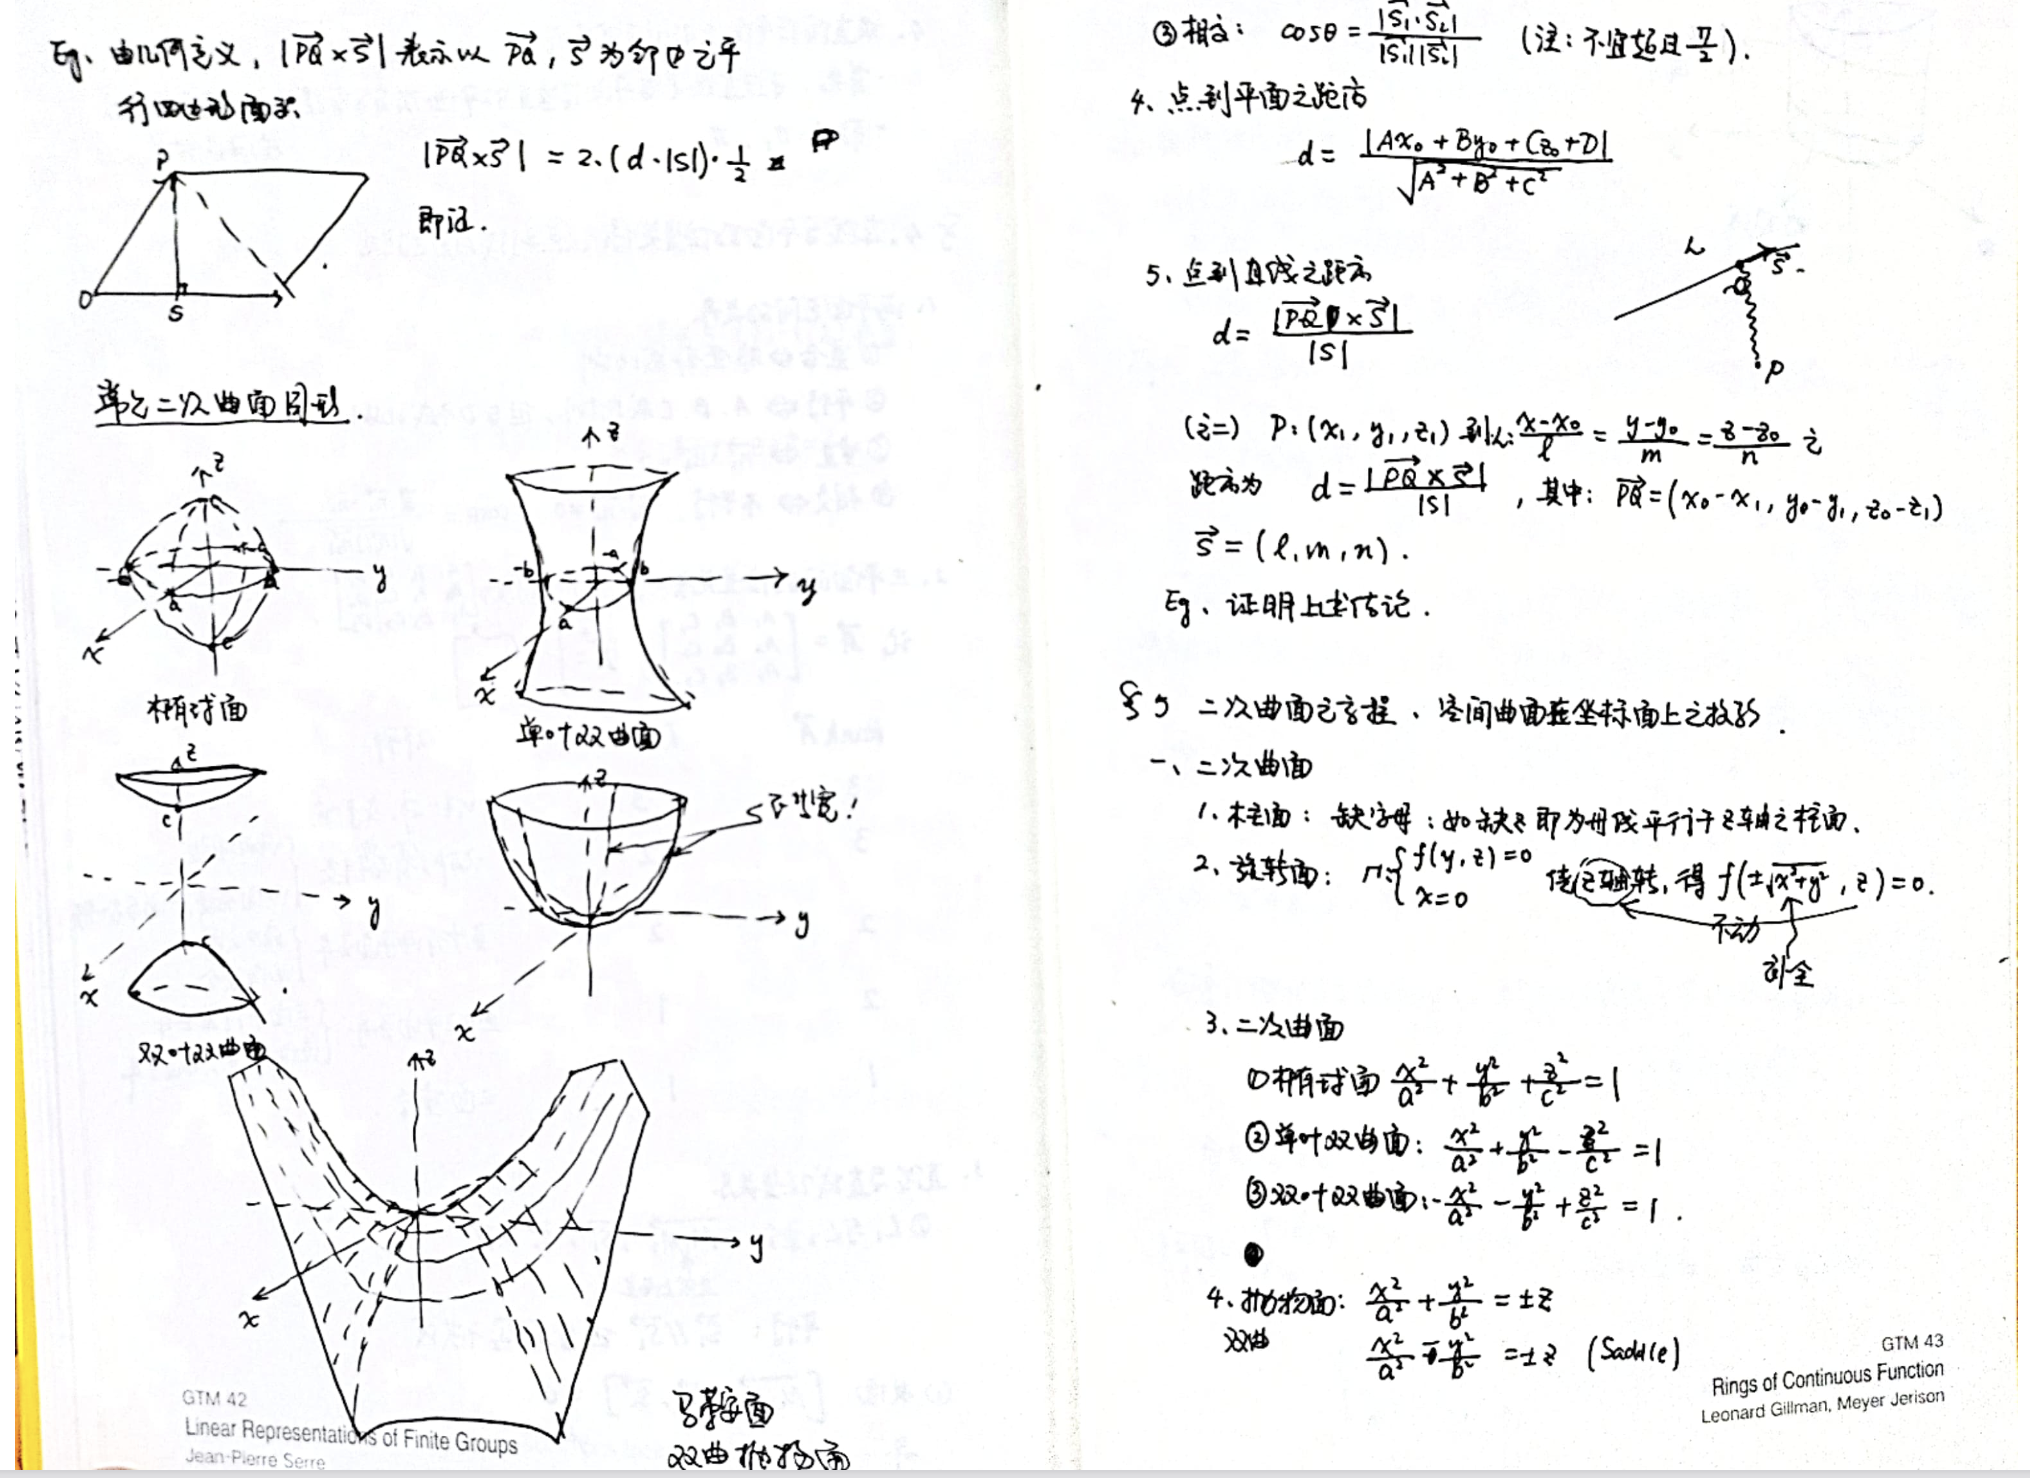 Eg、由几何意义，|PQ×S| 表示以 PQ，S 为邻边之平
行四边形面积.
|PQ×S| = 2·(d·|S|)·1/2
即证.
P
O
S
常见二次曲面图形.
z
y
x
a
c
椭球面
z
-b
-a
b
y
a
x
单叶双曲面
z
c
y
x
双叶双曲面
z
y
x
z
y
x
马鞍面
双曲抛物面
GTM 42
Linear Representations of Finite Groups
Jean-Pierre Serre
③相交： cosθ = |S₁·S₂| / |S₁||S₂| （注：不宜超过 π/2）.
4、点到平面之距离
d = |Ax₀+By₀+Cz₀+D| / √(A²+B²+C²)
5、点到直线之距离
d = |PQ×S| / |S|
L
S
Q
P
P：(x₁, y₁, z₁) 到L: (x-x₀)/l = (y-y₀)/m = (z-z₀)/n 之
距离为 d = |PQ×S| / |S| ，其中：PQ=(x₀-x₁, y₀-y₁, z₀-z₁)
S = (l, m, n).
Eg、证明上述结论.
§5 二次曲面之方程、空间曲面在坐标面上之投影.
一、二次曲面
1、柱面：缺字母：如缺z即为母线平行于z轴之柱面.
2、旋转面： Γ:{f(y,z)=0 x=0 绕z轴转，得 f(±√(x²+y²), z)=0.
不动
补全
3、二次曲面
①椭球面 x²/a² + y²/b² + z²/c² = 1
②单叶双曲面：x²/a² + y²/b² - z²/c² = 1
③双叶双曲面：-x²/a² - y²/b² + z²/c² = 1.
4、抛物面：x²/a² + y²/b² = ±z
双曲 x²/a² - y²/b² = ±z (Saddle)
GTM 43
Rings of Continuous Function
Leonard Gillman, Meyer Jerison